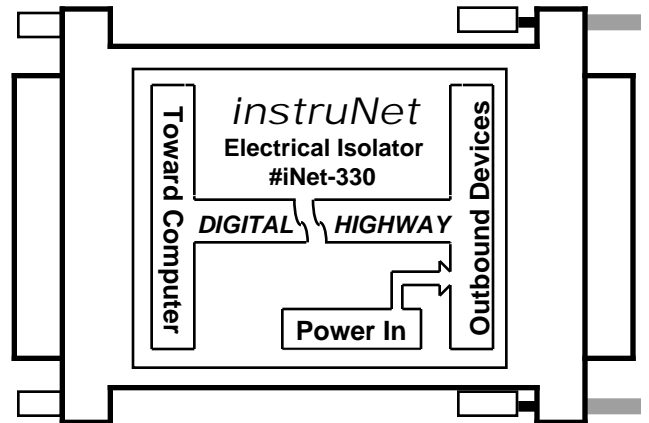 instruNet
Electrical Isolator
#iNet-330
Toward Computer
DIGITAL HIGHWAY
Outbound Devices
Power In